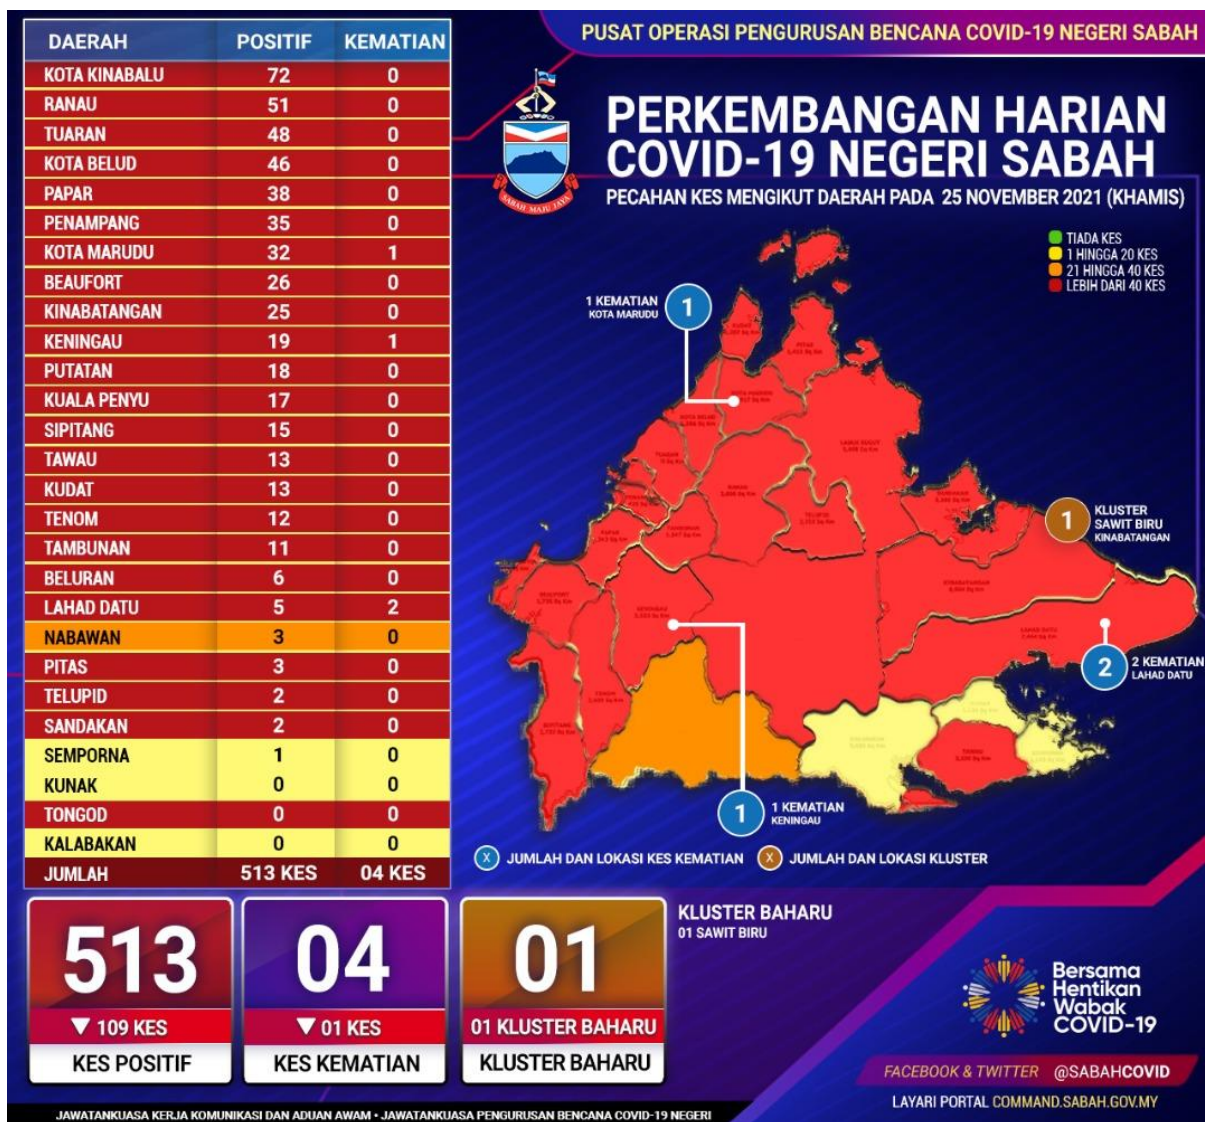 PUSAT OPERASI PENGURUSAN BENCANA COVID-19 NEGERI SABAH
DAERAH POSITIF KEMATIAN
KOTA KINABALU 72 0
RANAU 51 0
TUARAN 48 0
KOTA BELUD 46 0
PAPAR 38 0
PENAMPANG 35 0
KOTA MARUDU 32 1
BEAUFORT 26 0
KINABATANGAN 25 0
KENINGAU 19 1
PUTATAN 18 0
KUALA PENYU 17 0
SIPITANG 15 0
TAWAU 13 0
KUDAT 13 0
TENOM 12 0
TAMBUNAN 11 0
BELURAN 6 0
LAHAD DATU 5 2
NABAWAN 3 0
PITAS 3 0
TELUPID 2 0
SANDAKAN 2 0
SEMPORNA 1 0
KUNAK 0 0
TONGOD 0 0
KALABAKAN 0 0
JUMLAH 513 KES 04 KES
SABAH MAJU JAYA
PERKEMBANGAN HARIAN
COVID-19 NEGERI SABAH
PECAHAN KES MENGIKUT DAERAH PADA 25 NOVEMBER 2021 (KHAMIS)
TIADA KES
1 HINGGA 20 KES
21 HINGGA 40 KES
LEBIH DARI 40 KES
1 KEMATIAN
KOTA MARUDU
1
1
KLUSTER
SAWIT BIRU
KINABATANGAN
2
2 KEMATIAN
LAHAD DATU
1
1 KEMATIAN
KENINGAU
X JUMLAH DAN LOKASI KES KEMATIAN
X JUMLAH DAN LOKASI KLUSTER
513
▼ 109 KES
KES POSITIF
04
▼ 01 KES
KES KEMATIAN
01
01 KLUSTER BAHARU
KLUSTER BAHARU
KLUSTER BAHARU
01 SAWIT BIRU
Bersama
Hentikan
Wabak
COVID-19
FACEBOOK & TWITTER @SABAHCOVID
LAYARI PORTAL COMMAND.SABAH.GOV.MY
JAWATANKUASA KERJA KOMUNIKASI DAN ADUAN AWAM • JAWATANKUASA PENGURUSAN BENCANA COVID-19 NEGERI